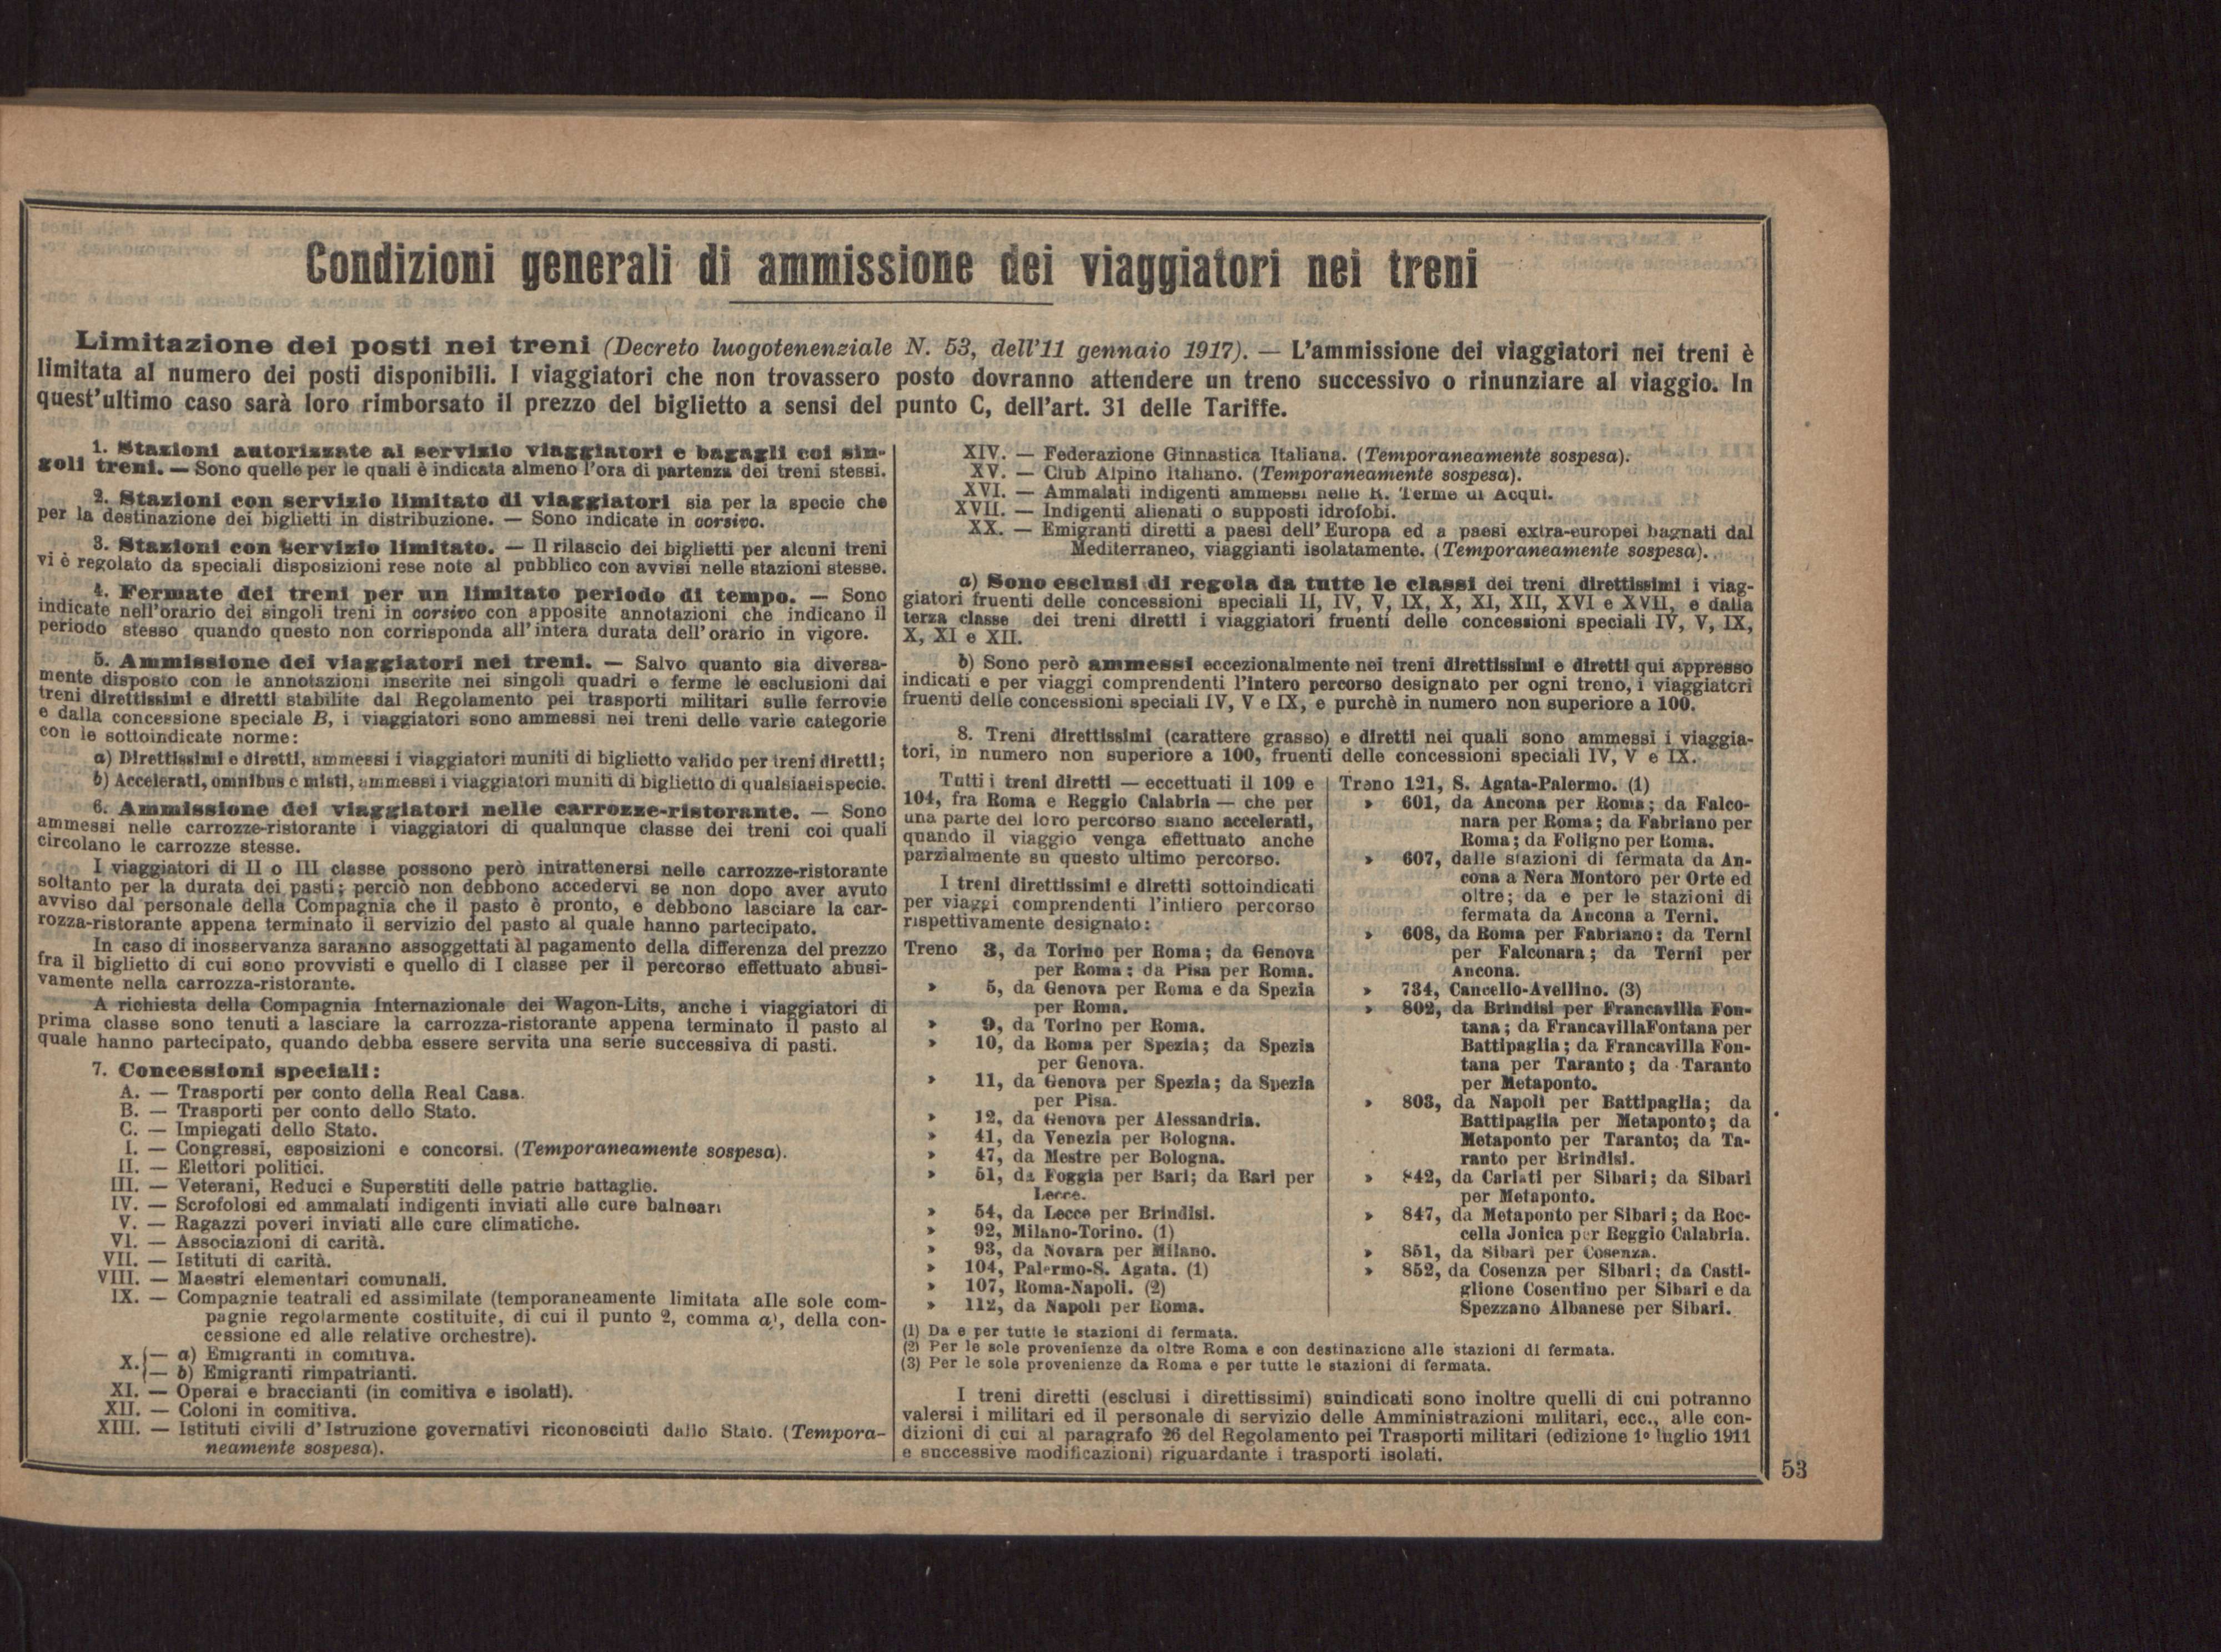 Condizioni generali di ammissione dei viaggiatori nei treni
Limitazione dei posti nei treni (Decreto luogotenenziale N. 53, dell'11 gennaio 1917). — L'ammissione dei viaggiatori nei treni è
limitata al numero dei posti disponibili. I viaggiatori che non trovassero posto dovranno attendere un treno successivo o rinunziare al viaggio. In
quest'ultimo caso sarà loro rimborsato il prezzo del biglietto a sensi del punto C, dell'art. 31 delle Tariffe.
1. Stazioni autorizzate al servizio viaggiatori e bagagli coi sin-
goli treni. — Sono quelle per le quali è indicata almeno l'ora di partenza dei treni stessi.
2. Stazioni con servizio limitato di viaggiatori sia per la specie che
per la destinazione dei biglietti in distribuzione. — Sono indicate in corsivo.
3. Stazioni con servizio limitato. — Il rilascio dei biglietti per alcuni treni
vi è regolato da speciali disposizioni rese note al pubblico con avvisi nelle stazioni stesse.
4. Fermate dei treni per un limitato periodo di tempo. — Sono
indicate nell'orario dei singoli treni in corsivo con apposite annotazioni che indicano il
periodo stesso quando questo non corrisponda all'intera durata dell'orario in vigore.
5. Ammissione dei viaggiatori nei treni. — Salvo quanto sia diversa-
mente disposto con le annotazioni inserite nei singoli quadri e ferme le esclusioni dai
treni direttissimi e diretti stabilite dal Regolamento pei trasporti militari sulle ferrovie
e dalla concessione speciale B, i viaggiatori sono ammessi nei treni delle varie categorie
con le sottoindicate norme:
a) Direttissimi e diretti, ammessi i viaggiatori muniti di biglietto valido per treni diretti;
b) Accelerati, omnibus e misti, ammessi i viaggiatori muniti di biglietto di qualsiasi specie.
6. Ammissione dei viaggiatori nelle carrozze-ristorante. — Sono
ammessi nelle carrozze-ristorante i viaggiatori di qualunque classe dei treni coi quali
circolano le carrozze stesse.
I viaggiatori di II o III classe possono però intrattenersi nelle carrozze-ristorante
soltanto per la durata dei pasti; perciò non debbono accedervi se non dopo aver avuto
avviso dal personale della Compagnia che il pasto è pronto, e debbono lasciare la car-
rozza-ristorante appena terminato il servizio del pasto al quale hanno partecipato.
In caso di inosservanza saranno assoggettati al pagamento della differenza del prezzo
fra il biglietto di cui sono provvisti e quello di I classe per il percorso effettuato abusi-
vamente nella carrozza-ristorante.
A richiesta della Compagnia Internazionale dei Wagon-Lits, anche i viaggiatori di
prima classe sono tenuti a lasciare la carrozza-ristorante appena terminato il pasto al
quale hanno partecipato, quando debba essere servita una serie successiva di pasti.
7. Concessioni speciali:
A. — Trasporti per conto della Real Casa.
B. — Trasporti per conto dello Stato.
C. — Impiegati dello Stato.
I. — Congressi, esposizioni e concorsi. (Temporaneamente sospesa).
II. — Elettori politici.
III. — Veterani, Reduci e Superstiti delle patrie battaglie.
IV. — Scrofolosi ed ammalati indigenti inviati alle cure balneari
V. — Ragazzi poveri inviati alle cure climatiche.
VI. — Associazioni di carità.
VII. — Istituti di carità.
VIII. — Maestri elementari comunali.
IX. — Compagnie teatrali ed assimilate (temporaneamente limitata alle sole com-
pagnie regolarmente costituite, di cui il punto 2, comma a), della con-
cessione ed alle relative orchestre).
X. — a) Emigranti in comitiva.
— b) Emigranti rimpatrianti.
XI. — Operai e braccianti (in comitiva e isolati).
XII. — Coloni in comitiva.
XIII. — Istituti civili d'Istruzione governativi riconosciuti dallo Stato. (Tempora-
neamente sospesa).
XIV. — Federazione Ginnastica Italiana. (Temporaneamente sospesa).
XV. — Club Alpino Italiano. (Temporaneamente sospesa).
XVI. — Ammalati indigenti ammessi nelle R. Terme di Acqui.
XVII. — Indigenti alienati o supposti idrofobi.
XX. — Emigranti diretti a paesi dell'Europa ed a paesi extra-europei bagnati dal
Mediterraneo, viaggianti isolatamente. (Temporaneamente sospesa).
a) Sono esclusi di regola da tutte le classi dei treni direttissimi i viag-
giatori fruenti delle concessioni speciali II, IV, V, IX, X, XI, XII, XVI e XVII, e dalla
terza classe dei treni diretti i viaggiatori fruenti delle concessioni speciali IV, V, IX,
X, XI e XII.
b) Sono però ammessi eccezionalmente nei treni direttissimi e diretti qui appresso
indicati e per viaggi comprendenti l'intero percorso designato per ogni treno, i viaggiatori
fruenti delle concessioni speciali IV, V e IX, e purchè in numero non superiore a 100.
8. Treni direttissimi (carattere grasso) e diretti nei quali sono ammessi i viaggia-
tori, in numero non superiore a 100, fruenti delle concessioni speciali IV, V e IX.
Tutti i treni diretti — eccettuati il 109 e
104, fra Roma e Reggio Calabria — che per
una parte del loro percorso siano accelerati,
quando il viaggio venga effettuato anche
parzialmente su questo ultimo percorso.
I treni direttissimi e diretti sottoindicati
per viaggi comprendenti l'intiero percorso
rispettivamente designato:
Treno 3, da Torino per Roma; da Genova
per Roma; da Pisa per Roma.
» 5, da Genova per Roma e da Spezia
per Roma.
» 9, da Torino per Roma.
» 10, da Roma per Spezia; da Spezia
per Genova.
» 11, da Genova per Spezia; da Spezia
per Pisa.
» 12, da Genova per Alessandria.
» 41, da Venezia per Bologna.
» 47, da Mestre per Bologna.
» 51, da Foggia per Bari; da Bari per
Lecce.
» 54, da Lecce per Brindisi.
» 92, Milano-Torino. (1)
» 93, da Novara per Milano.
» 104, Palermo-S. Agata. (1)
» 107, Roma-Napoli. (2)
» 112, da Napoli per Roma.
Treno 121, S. Agata-Palermo. (1)
» 601, da Ancona per Roma; da Falco-
nara per Roma; da Fabriano per
Roma; da Foligno per Roma.
» 607, dalle stazioni di fermata da An-
cona a Nera Montoro per Orte ed
oltre; da e per le stazioni di
fermata da Ancona a Terni.
» 608, da Roma per Fabriano; da Terni
per Falconara; da Terni per
Ancona.
» 734, Cancello-Avellino. (3)
» 802, da Brindisi per Francavilla Fon-
tana; da FrancavillaFontana per
Battipaglia; da Francavilla Fon-
tana per Taranto; da Taranto
per Metaponto.
» 803, da Napoli per Battipaglia; da
Battipaglia per Metaponto; da
Metaponto per Taranto; da Ta-
ranto per Brindisi.
» 842, da Cariati per Sibari; da Sibari
per Metaponto.
» 847, da Metaponto per Sibari; da Roc-
cella Jonica per Reggio Calabria.
» 851, da Sibari per Cosenza.
» 852, da Cosenza per Sibari; da Casti-
glione Cosentino per Sibari e da
Spezzano Albanese per Sibari.
(1) Da e per tutte le stazioni di fermata.
(2) Per le sole provenienze da oltre Roma e con destinazione alle stazioni di fermata.
(3) Per le sole provenienze da Roma e per tutte le stazioni di fermata.
I treni diretti (esclusi i direttissimi) suindicati sono inoltre quelli di cui potranno
valersi i militari ed il personale di servizio delle Amministrazioni militari, ecc., alle con-
dizioni di cui al paragrafo 26 del Regolamento pei Trasporti militari (edizione 1º luglio 1911
e successive modificazioni) riguardante i trasporti isolati.
53